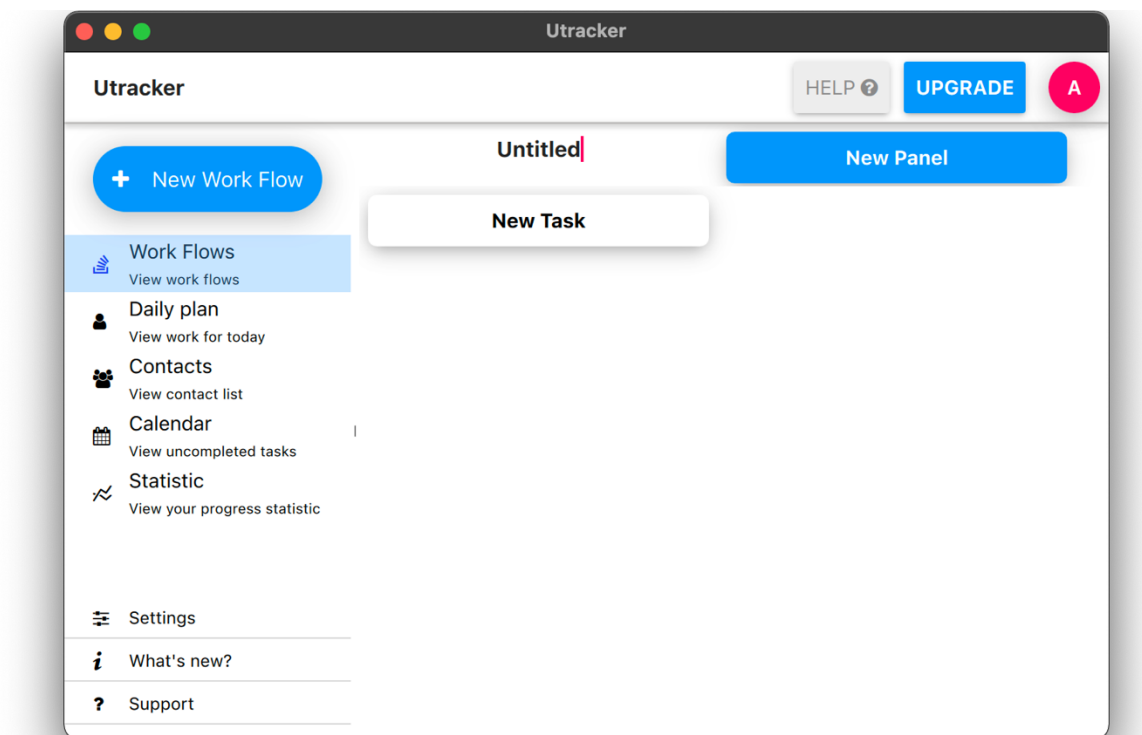 Utracker
Utracker
HELP
UPGRADE
A
New Work Flow
Work Flows
View work flows
Daily plan
View work for today
Contacts
View contact list
Calendar
View uncompleted tasks
Statistic
View your progress statistic
Settings
What's new?
Support
Untitled
New Task
New Panel